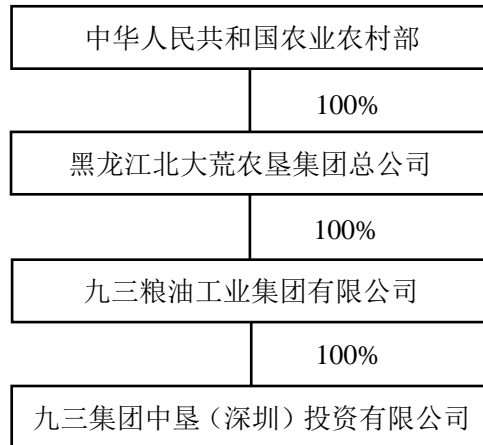 中华人民共和国农业农村部
100%
黑龙江北大荒农垦集团总公司
100%
九三粮油工业集团有限公司
100%
九三集团中垦（深圳）投资有限公司